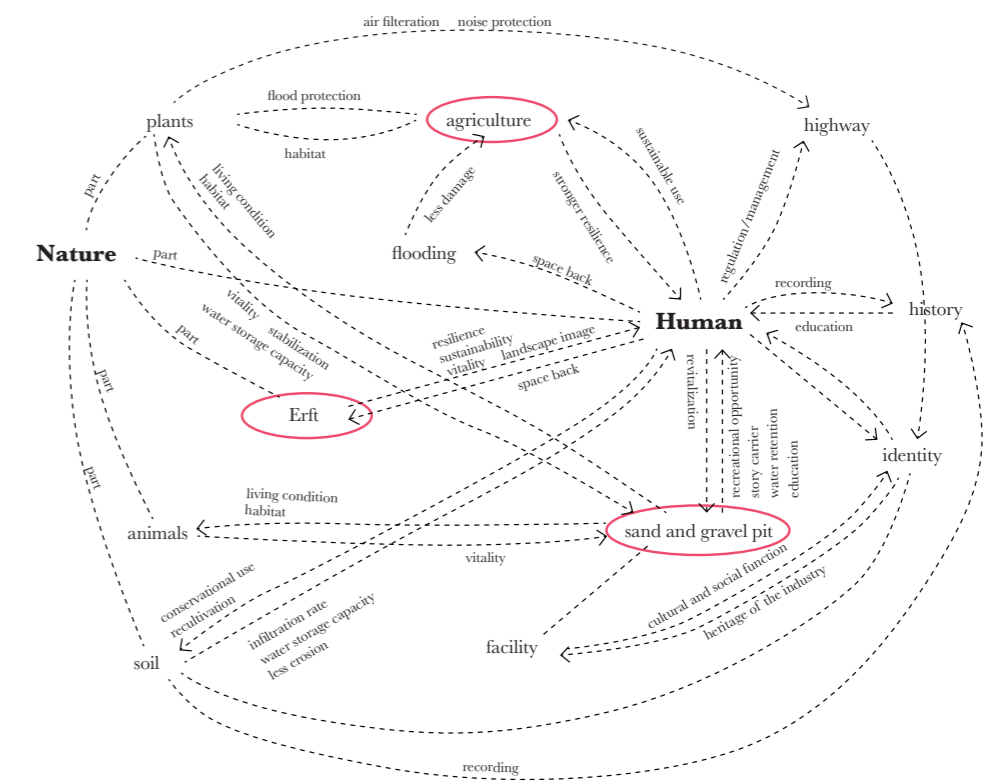 air filteration noise protection
flood protection
plants
agriculture
highway
habitat
part
living condition
habitat
less damage
sustainable use
stronger resilience
regulation/management
Nature
part
flooding
space back
recording
history
Human
education
vitality stabilization
water storage capacity
part
resilience
sustainability
vitality landscape image
space back
Erft
part
revitalization
recreational opportunity
story carrier
water retention
education
identity
part
living condition
habitat
animals
vitality
sand and gravel pit
conservational use
recultivation
infiltration rate
water storage capacity
less erosion
cultural and social function
heritage of the industry
facility
soil
recording